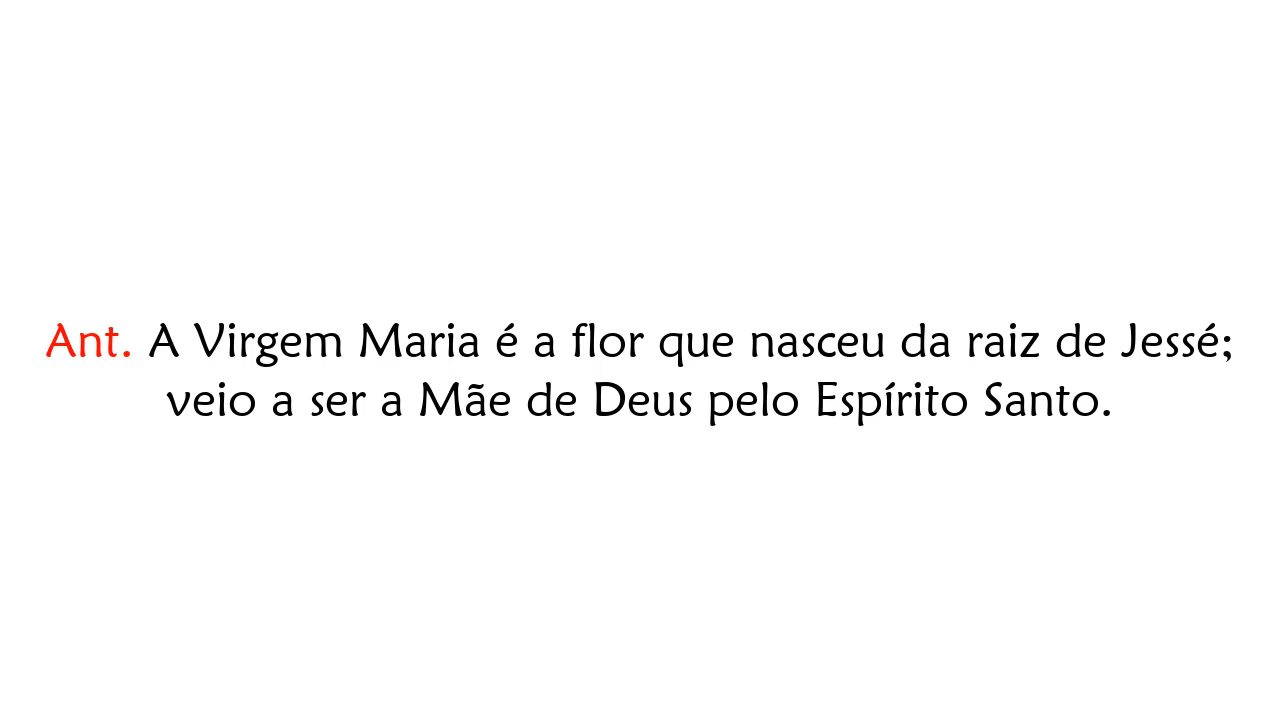 Ant. A Virgem Maria é a flor que nasceu da raiz de Jessé;
veio a ser a Mãe de Deus pelo Espírito Santo.